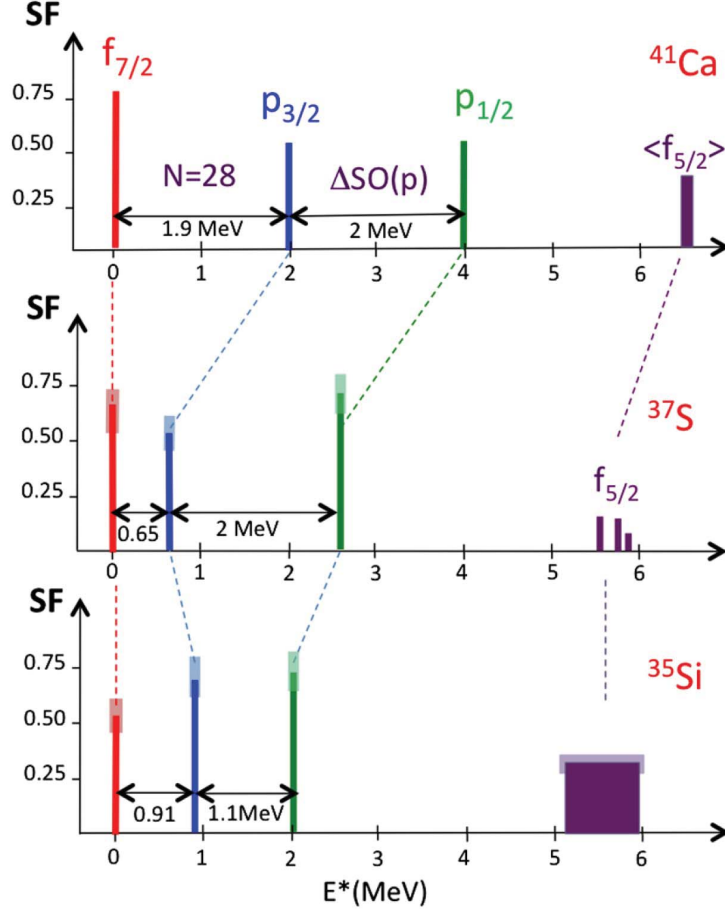 SF
f7/2
41Ca
p3/2
p1/2
0.75
0.50
<f5/2>
N=28
ΔSO(p)
0.25
1.9 MeV
2 MeV
0 1 2 3 4 5 6
SF
0.75
37S
0.50
f5/2
0.25
0.65
2 MeV
0 1 2 3 4 5 6
SF
35Si
0.75
0.50
0.25
0.91
1.1MeV
0 1 2 3 4 5 6
E*(MeV)